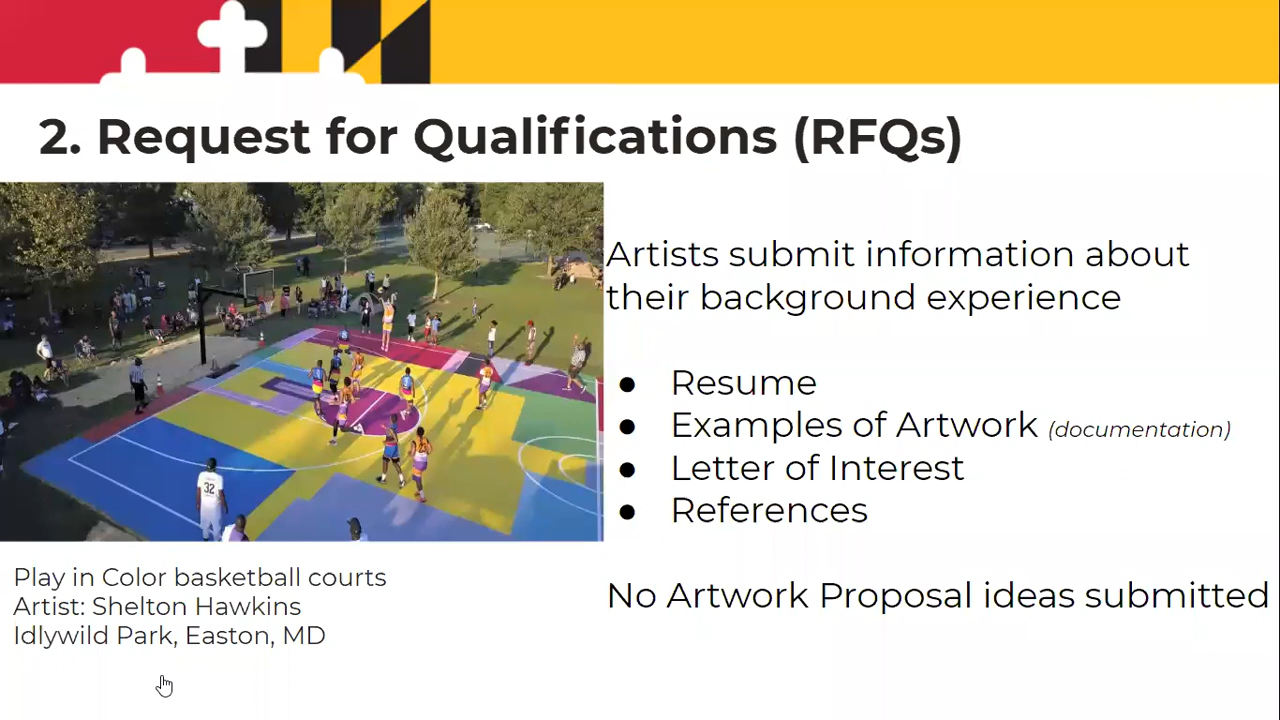 2. Request for Qualifications (RFQs)
Artists submit information about
their background experience
● Resume
● Examples of Artwork (documentation)
● Letter of Interest
● References
No Artwork Proposal ideas submitted
32
Play in Color basketball courts
Artist: Shelton Hawkins
Idlywild Park, Easton, MD